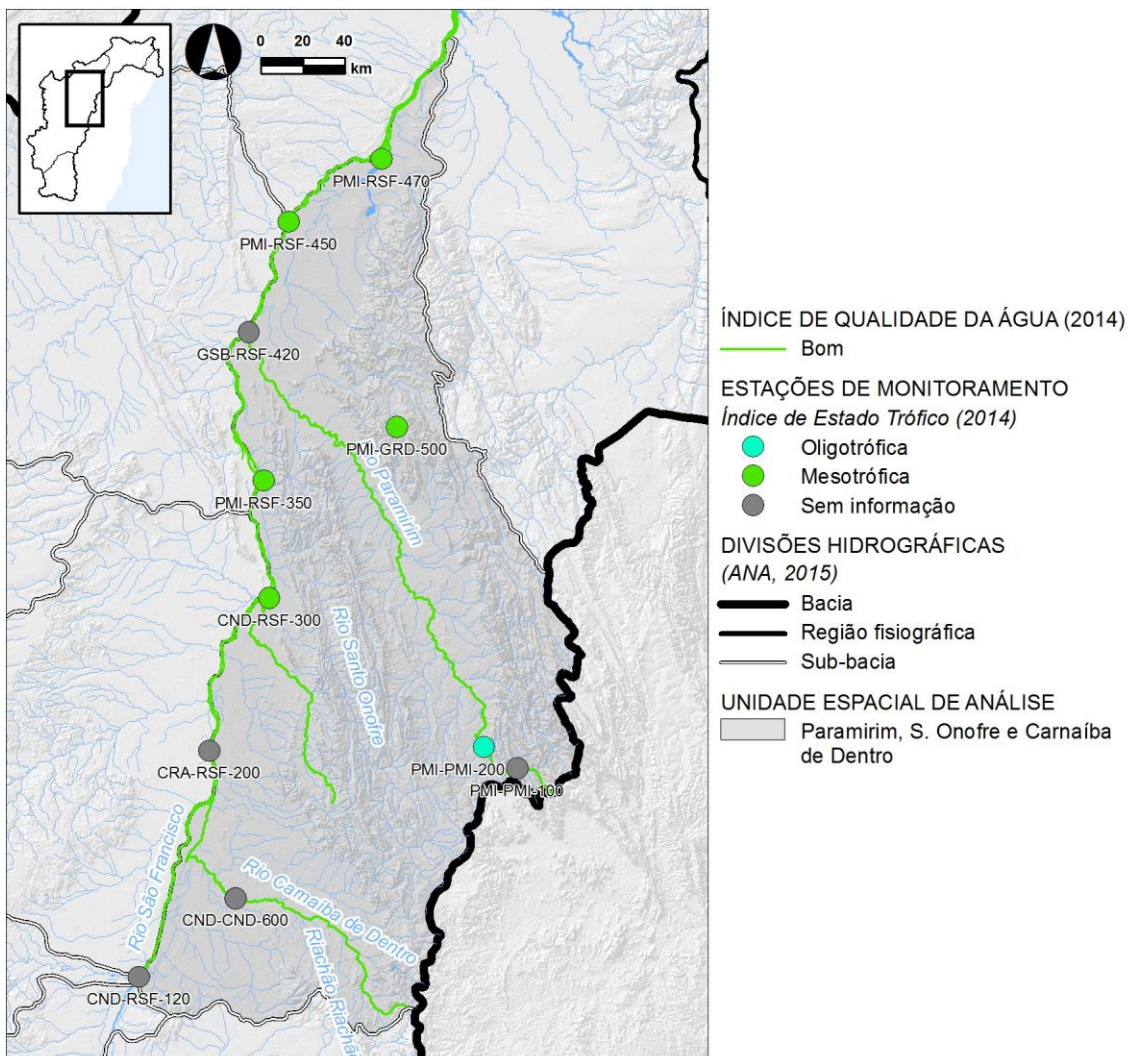 0 20 40
km
PMI-RSF-470
PMI-RSF-450
GSB-RSF-420
PMI-GRD-500
Rio Paramirim
PMI-RSF-350
CND-RSF-300
Rio Santo Onofre
CRA-RSF-200
PMI-PMI-200
PMI-PMI-100
Rio São Francisco
CND-CND-600
Rio Carnaíba de Dentro
Riachão Riachão
CND-RSF-120
ÍNDICE DE QUALIDADE DA ÁGUA (2014)
Bom
ESTAÇÕES DE MONITORAMENTO
Índice de Estado Trófico (2014)
Oligotrófica
Mesotrófica
Sem informação
DIVISÕES HIDROGRÁFICAS
(ANA, 2015)
Bacia
Região fisiográfica
Sub-bacia
UNIDADE ESPACIAL DE ANÁLISE
Paramirim, S. Onofre e Carnaíba
de Dentro